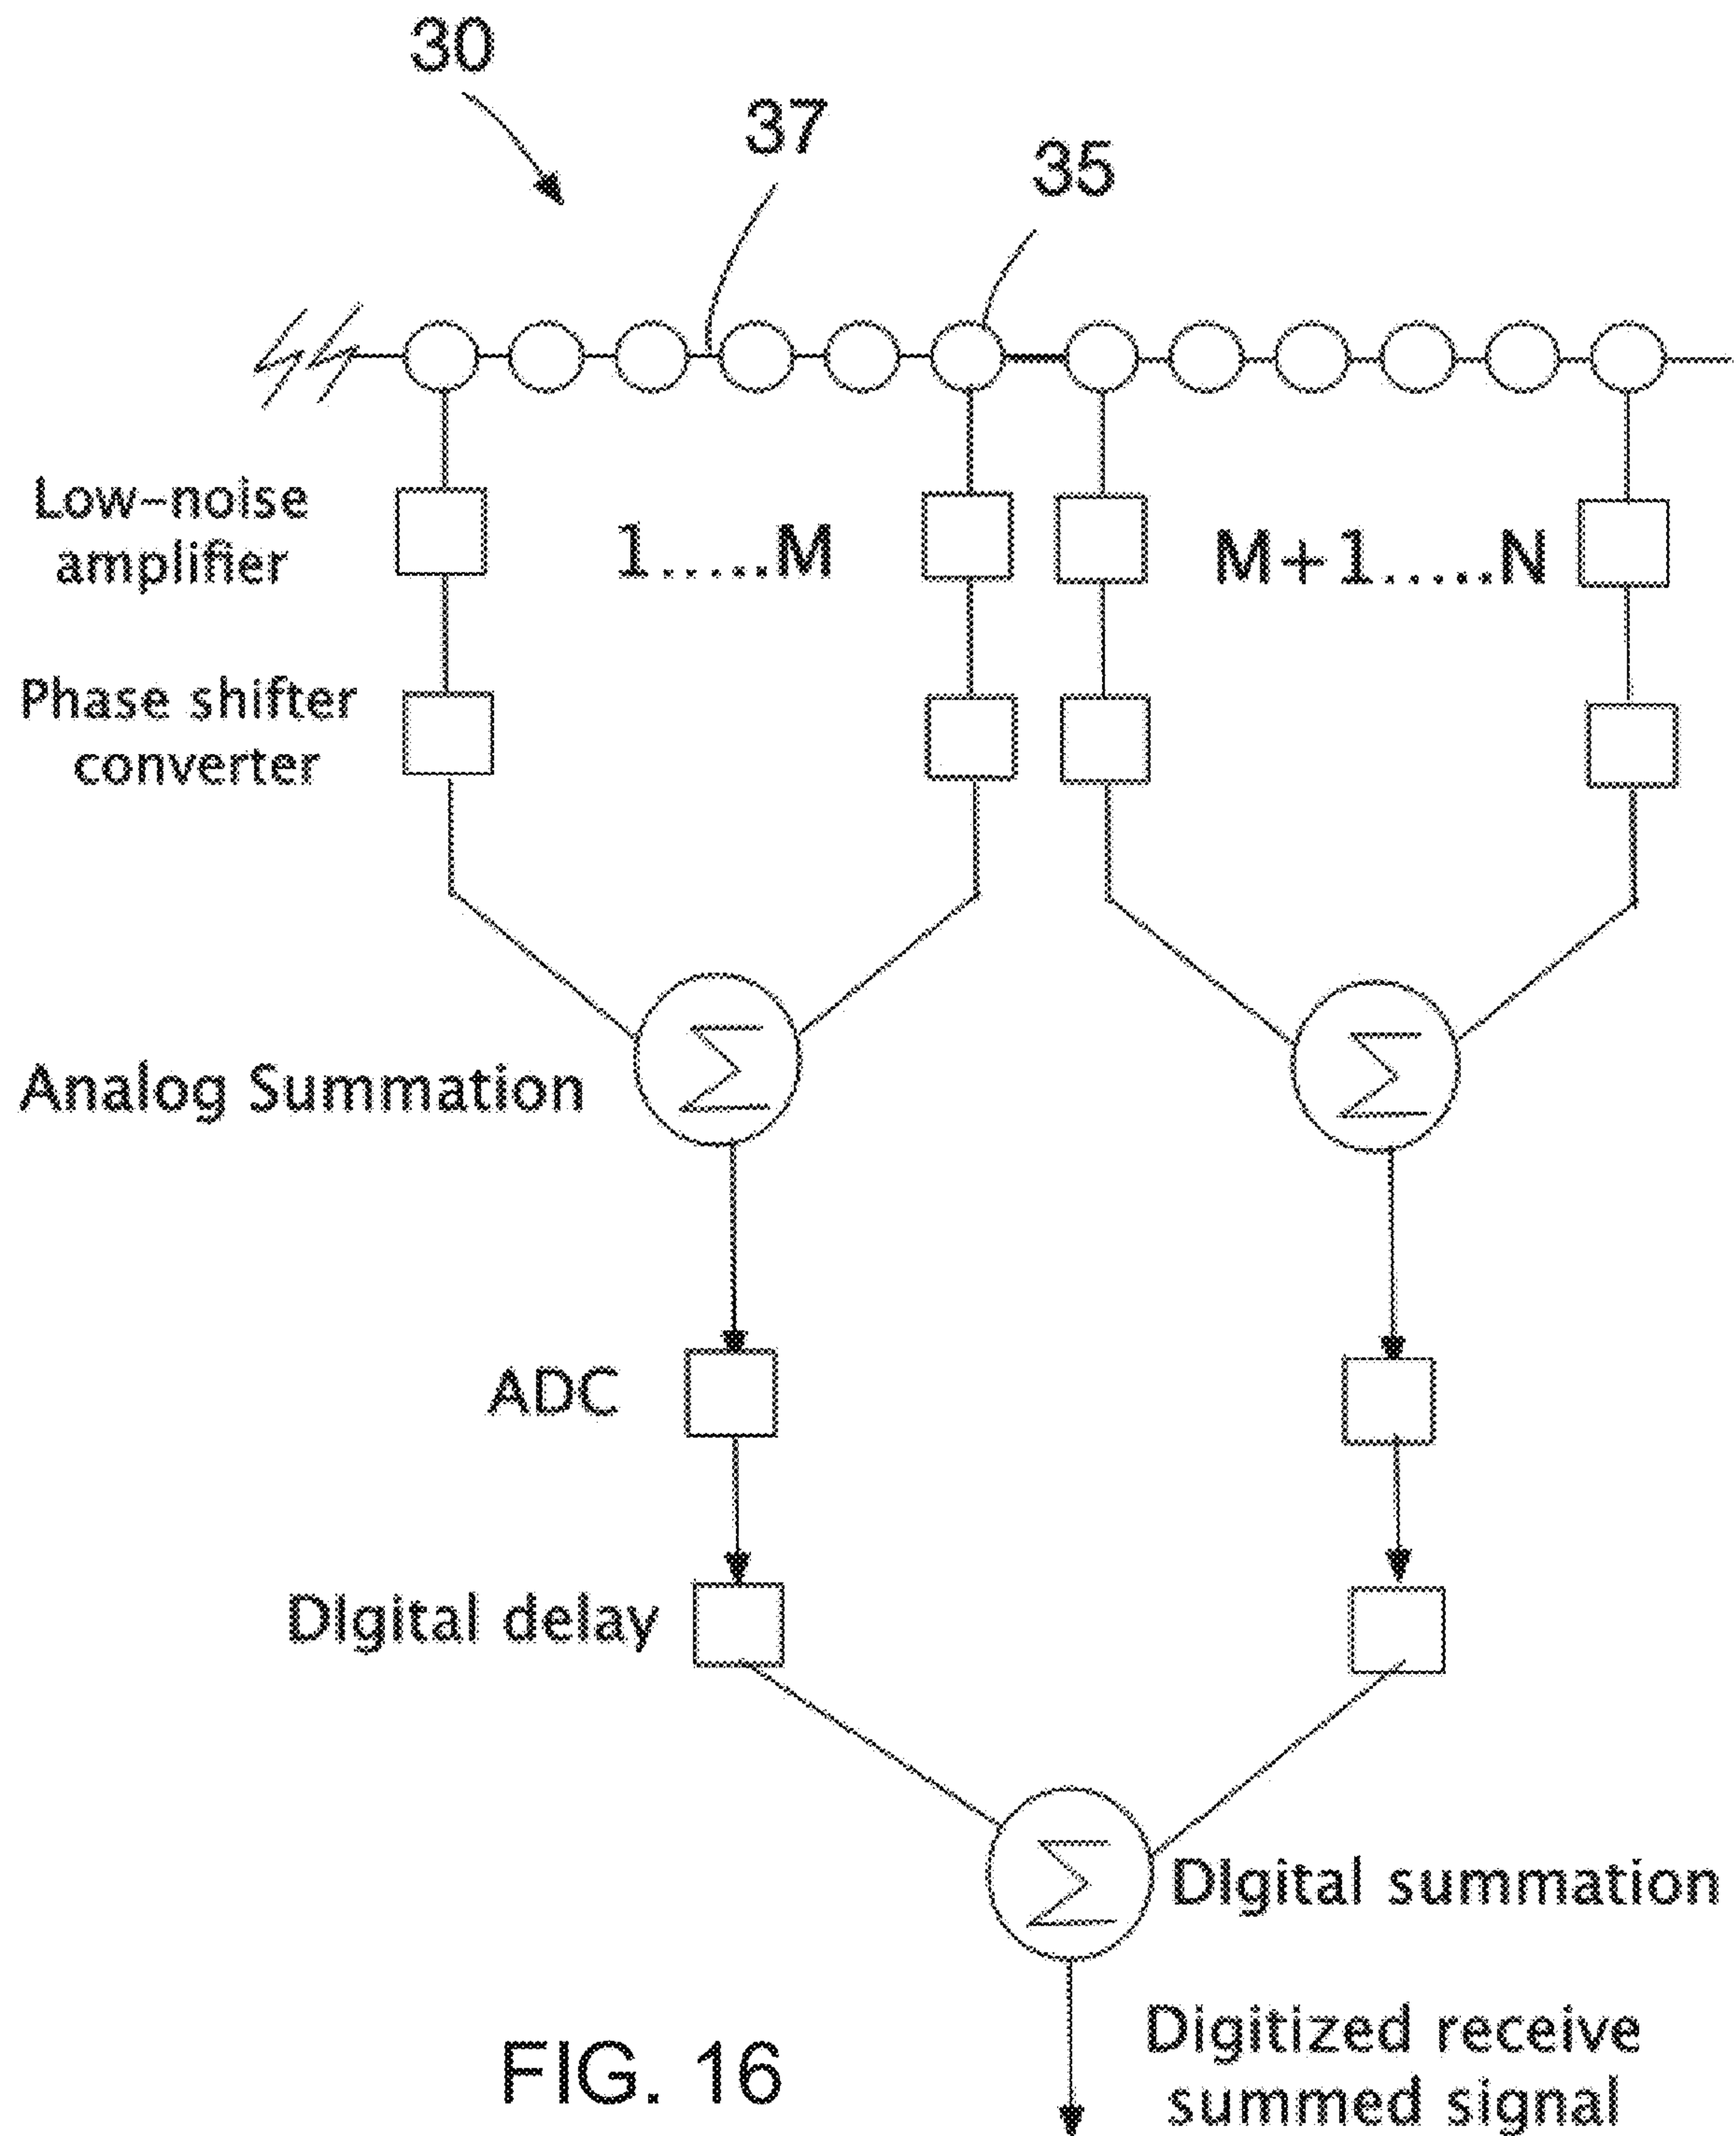 30
37
35
Low-noise
amplifier
1.....M
M+1.....N
Phase shifter
converter
Analog Summation
Σ
Σ
ADC
DIgital delay
Σ
DIgital summation
Digitized receive
summed signal
FIG. 16